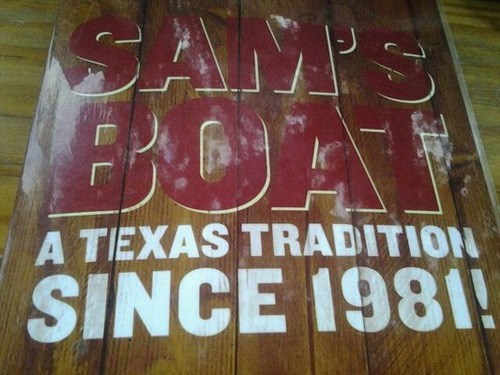 SAM'S
BOAT
A TEXAS TRADITION
SINCE 1981!